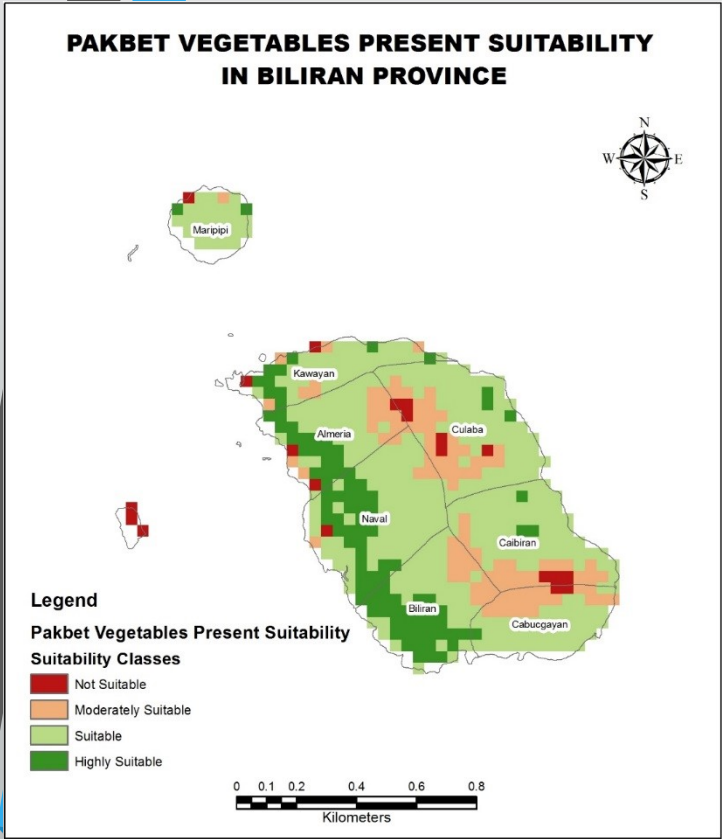 PAKBET VEGETABLES PRESENT SUITABILITY
IN BILIRAN PROVINCE
N
W E
S
Maripipi
Kawayan
Almeria
Culaba
Naval
Caibiran
Biliran
Cabucgayan
Legend
Pakbet Vegetables Present Suitability
Suitability Classes
Not Suitable
Moderately Suitable
Suitable
Highly Suitable
0 0.1 0.2 0.4 0.6 0.8
Kilometers